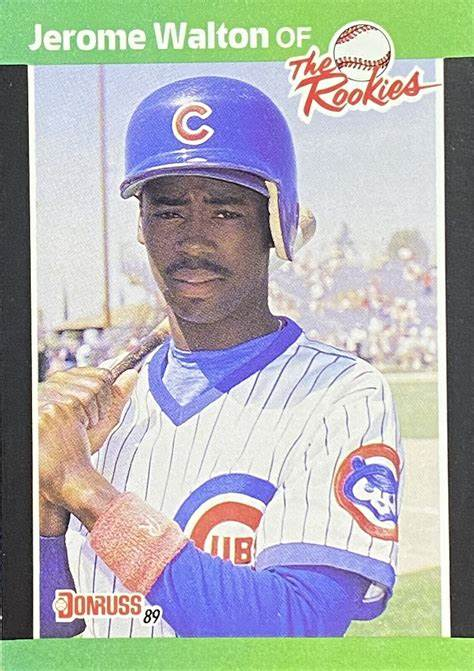 Jerome Walton OF
The
Rookies
C
CUBS
DONRUSS 89